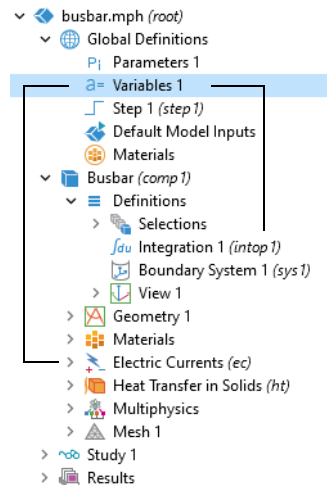 busbar.mph (root)
Global Definitions
Pi Parameters 1
a= Variables 1
Step 1 (step1)
Default Model Inputs
Materials
Busbar (comp1)
Definitions
Selections
∫du Integration 1 (intop1)
Boundary System 1 (sys1)
View 1
Geometry 1
Materials
Electric Currents (ec)
Heat Transfer in Solids (ht)
Multiphysics
Mesh 1
Study 1
Results